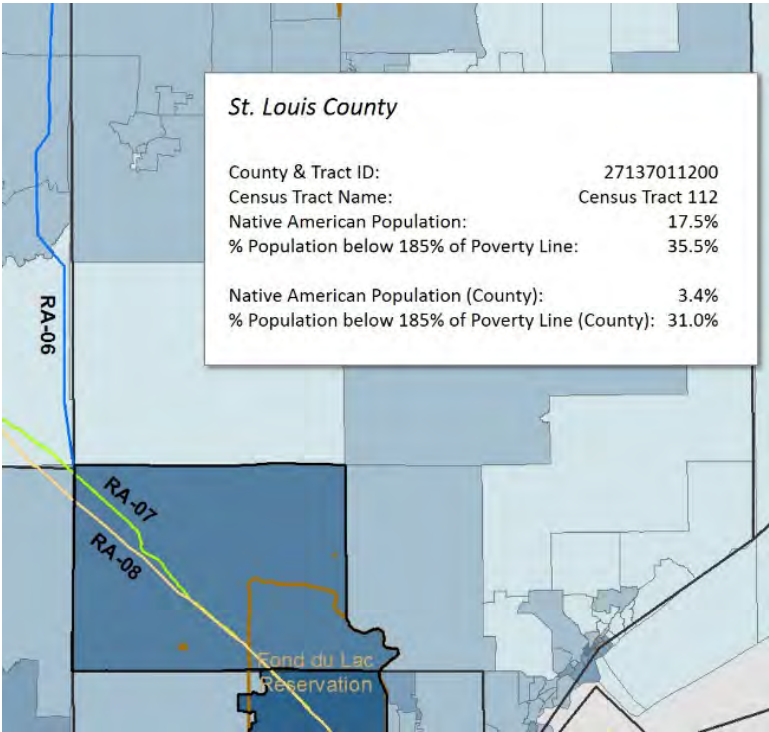 St. Louis County
County & Tract ID: 27137011200
Census Tract Name: Census Tract 112
Native American Population: 17.5%
% Population below 185% of Poverty Line: 35.5%
Native American Population (County): 3.4%
% Population below 185% of Poverty Line (County): 31.0%
RA-06
RA-07
RA-08
Fond du Lac
Reservation